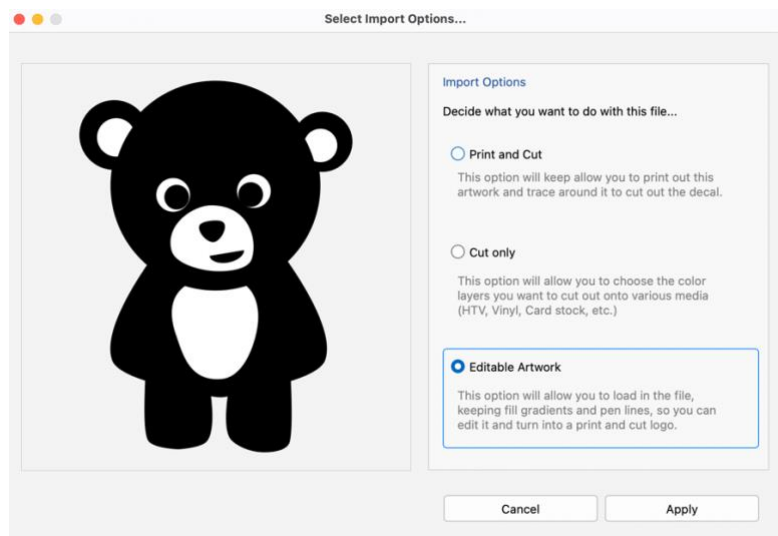 Select Import Options...
Import Options
Decide what you want to do with this file...
Print and Cut
This option will keep allow you to print out this
artwork and trace around it to cut out the decal.
Cut only
This option will allow you to choose the color
layers you want to cut out onto various media
(HTV, Vinyl, Card stock, etc.)
Editable Artwork
This option will allow you to load in the file,
keeping fill gradients and pen lines, so you can
edit it and turn into a print and cut logo.
Cancel
Apply